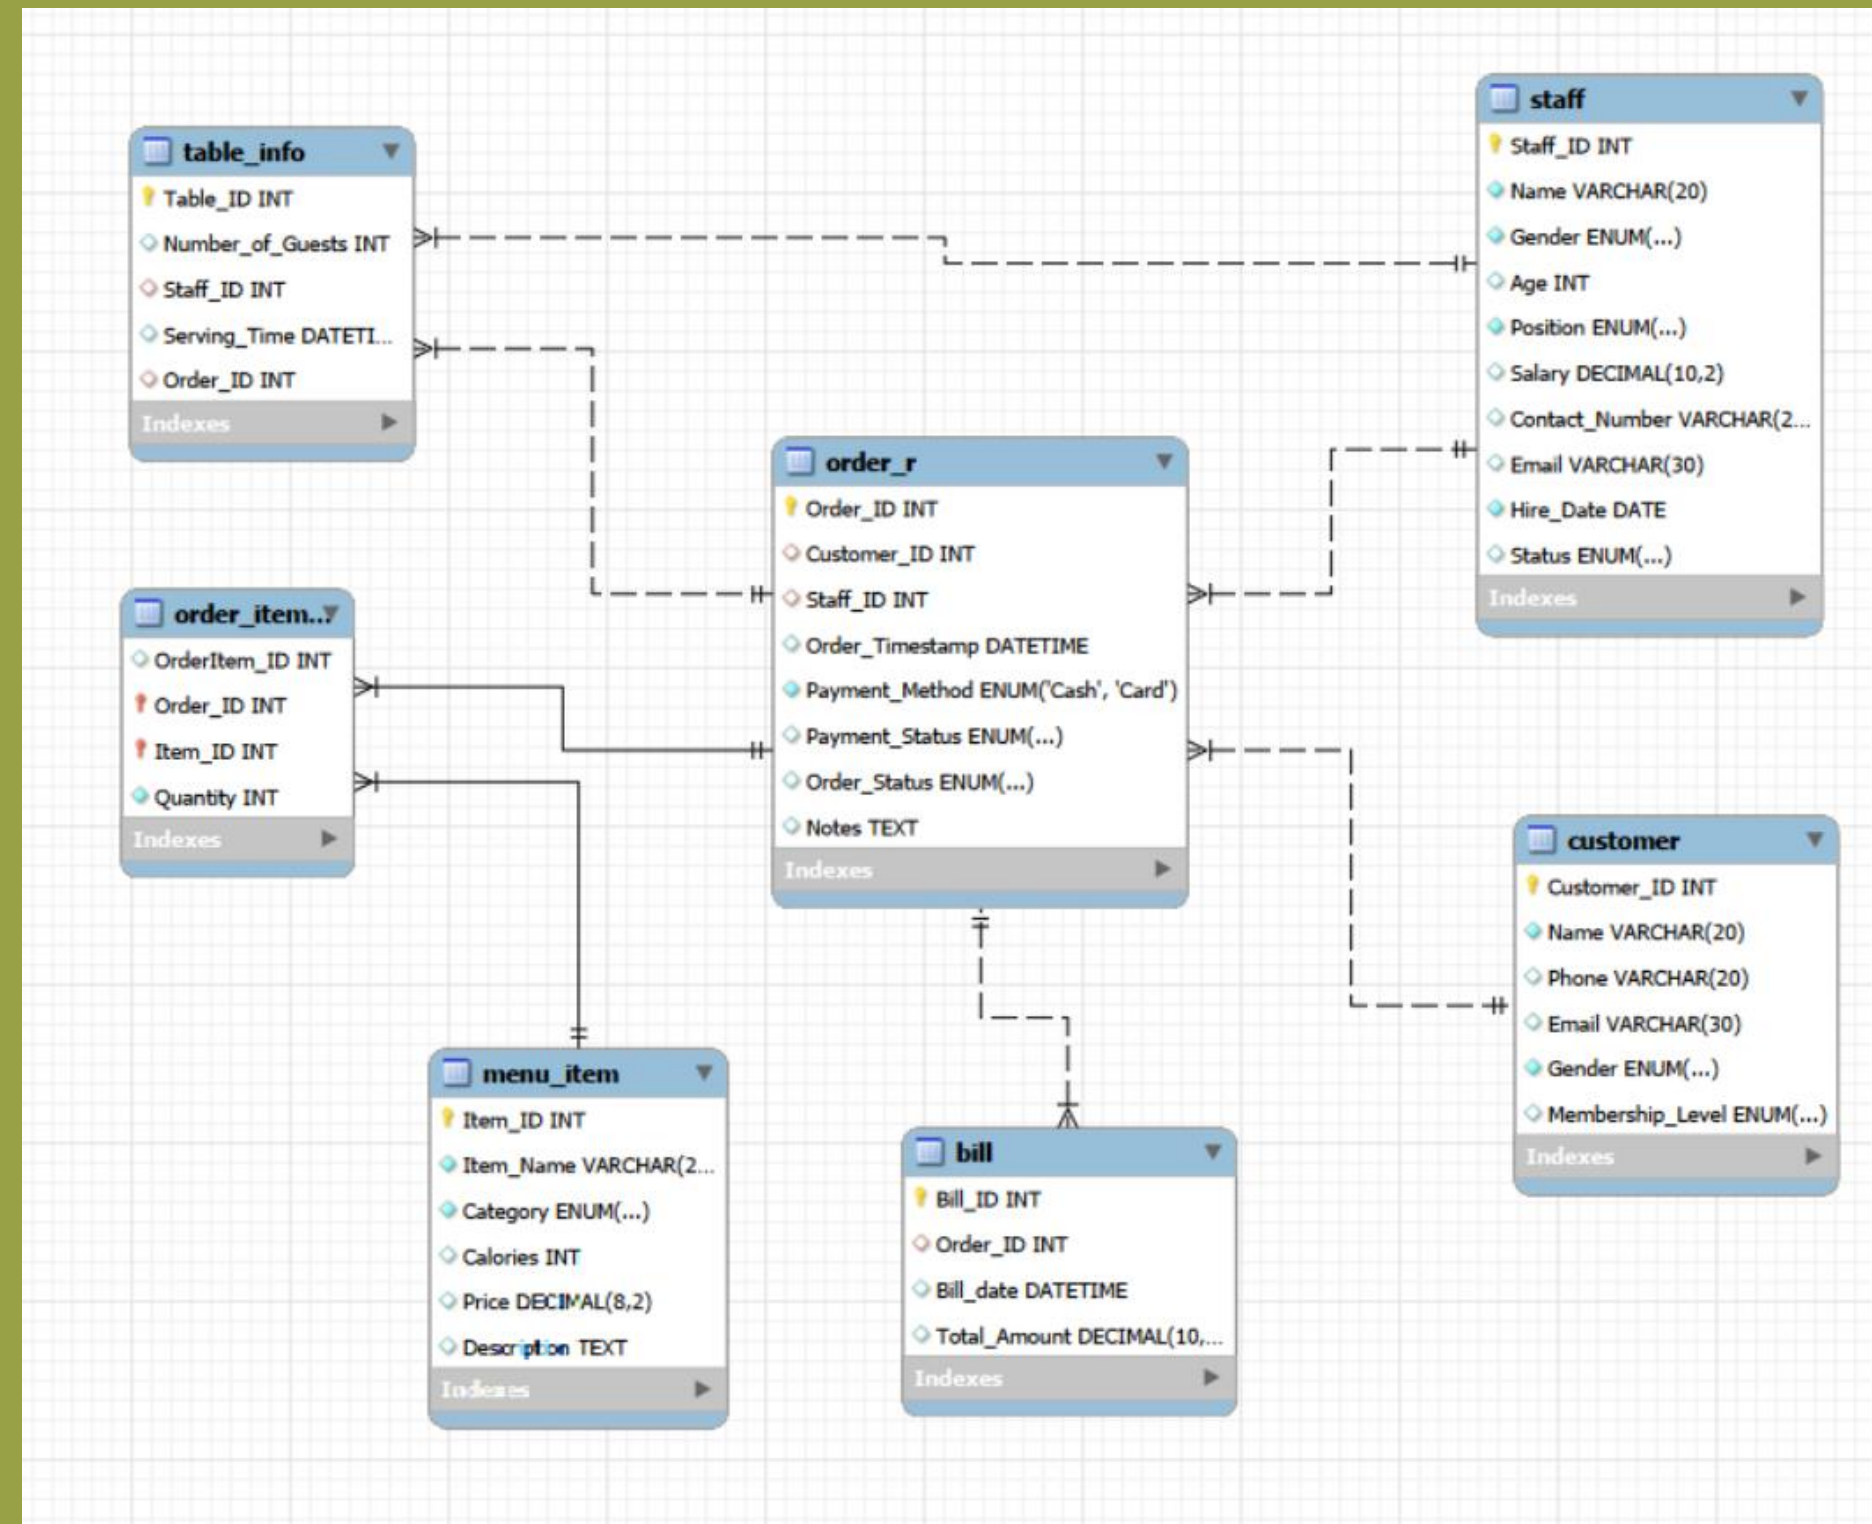 table_info
Table_ID INT
Number_of_Guests INT
Staff_ID INT
Serving_Time DATETI...
Order_ID INT
Indexes
staff
Staff_ID INT
Name VARCHAR(20)
Gender ENUM(...)
Age INT
Position ENUM(...)
Salary DECIMAL(10,2)
Contact_Number VARCHAR(2...
Email VARCHAR(30)
Hire_Date DATE
Status ENUM(...)
Indexes
order_r
Order_ID INT
Customer_ID INT
Staff_ID INT
Order_Timestamp DATETIME
Payment_Method ENUM('Cash', 'Card')
Payment_Status ENUM(...)
Order_Status ENUM(...)
Notes TEXT
Indexes
order_item...
OrderItem_ID INT
Order_ID INT
Item_ID INT
Quantity INT
Indexes
customer
Customer_ID INT
Name VARCHAR(20)
Phone VARCHAR(20)
Email VARCHAR(30)
Gender ENUM(...)
Membership_Level ENUM(...)
Indexes
menu_item
Item_ID INT
Item_Name VARCHAR(2...
Category ENUM(...)
Calories INT
Price DECIMAL(8,2)
Description TEXT
Indexes
bill
Bill_ID INT
Order_ID INT
Bill_date DATETIME
Total_Amount DECIMAL(10,...
Indexes